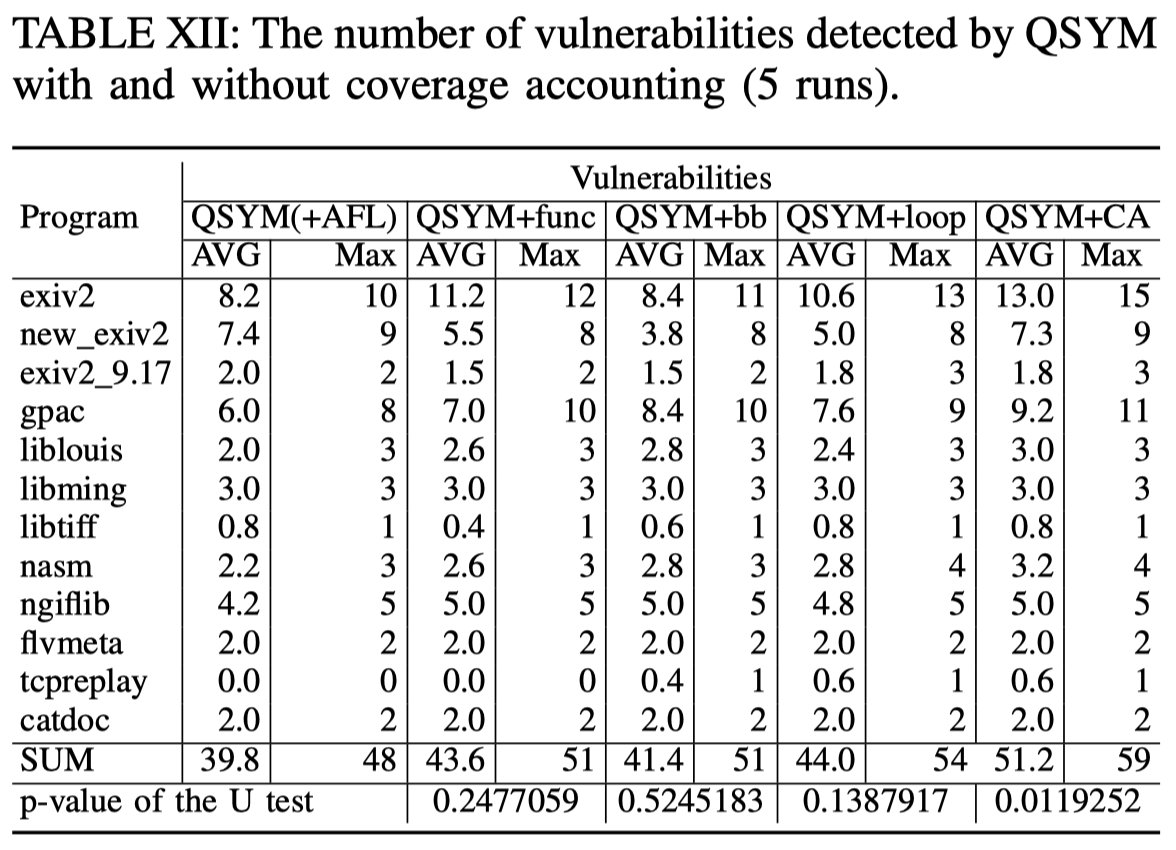 TABLE XII: The number of vulnerabilities detected by QSYM
with and without coverage accounting (5 runs).
Vulnerabilities
Program QSYM(+AFL) QSYM+func QSYM+bb QSYM+loop QSYM+CA
AVG Max AVG Max AVG Max AVG Max AVG Max
exiv2 8.2 10 11.2 12 8.4 11 10.6 13 13.0 15
new_exiv2 7.4 9 5.5 8 3.8 8 5.0 8 7.3 9
exiv2_9.17 2.0 2 1.5 2 1.5 2 1.8 3 1.8 3
gpac 6.0 8 7.0 10 8.4 10 7.6 9 9.2 11
liblouis 2.0 3 2.6 3 2.8 3 2.4 3 3.0 3
libming 3.0 3 3.0 3 3.0 3 3.0 3 3.0 3
libtiff 0.8 1 0.4 1 0.6 1 0.8 1 0.8 1
nasm 2.2 3 2.6 3 2.8 3 2.8 4 3.2 4
ngiflib 4.2 5 5.0 5 5.0 5 4.8 5 5.0 5
flvmeta 2.0 2 2.0 2 2.0 2 2.0 2 2.0 2
tcpreplay 0.0 0 0.0 0 0.4 1 0.6 1 0.6 1
catdoc 2.0 2 2.0 2 2.0 2 2.0 2 2.0 2
SUM 39.8 48 43.6 51 41.4 51 44.0 54 51.2 59
p-value of the U test 0.2477059 0.5245183 0.1387917 0.0119252